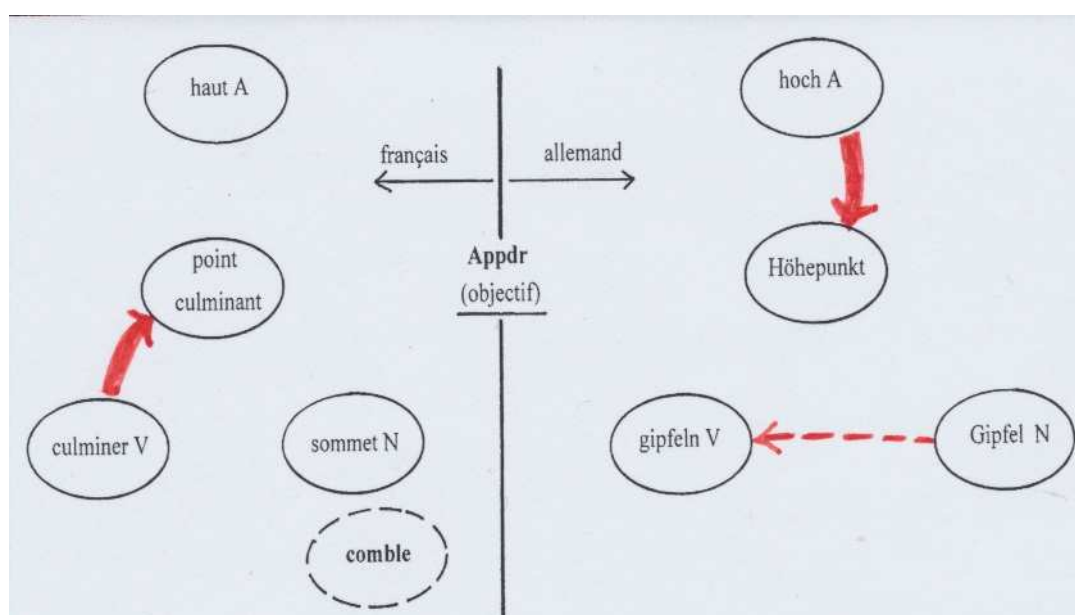 haut A
hoch A
français
allemand
point
culminant
Appdr
(objectif)
Höhepunkt
culminer V
sommet N
gipfeln V
Gipfel N
comble